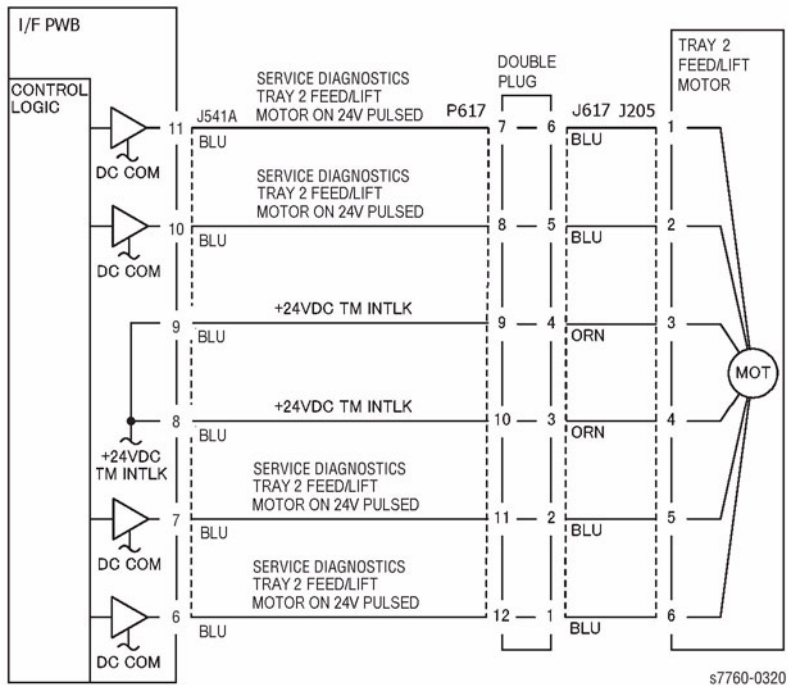 I/F PWB
CONTROL
LOGIC
DOUBLE
PLUG
TRAY 2
FEED/LIFT
MOTOR
SERVICE DIAGNOSTICS
TRAY 2 FEED/LIFT
MOTOR ON 24V PULSED
J541A
P617
J617 J205
11
BLU
7
6
BLU
1
DC COM
SERVICE DIAGNOSTICS
TRAY 2 FEED/LIFT
MOTOR ON 24V PULSED
10
BLU
8
5
BLU
2
DC COM
+24VDC TM INTLK
9
BLU
9
4
ORN
3
MOT
+24VDC TM INTLK
8
BLU
10
3
ORN
4
+24VDC
TM INTLK
SERVICE DIAGNOSTICS
TRAY 2 FEED/LIFT
MOTOR ON 24V PULSED
7
BLU
11
2
BLU
5
DC COM
SERVICE DIAGNOSTICS
TRAY 2 FEED/LIFT
MOTOR ON 24V PULSED
6
BLU
12
1
BLU
6
DC COM
s7760-0320